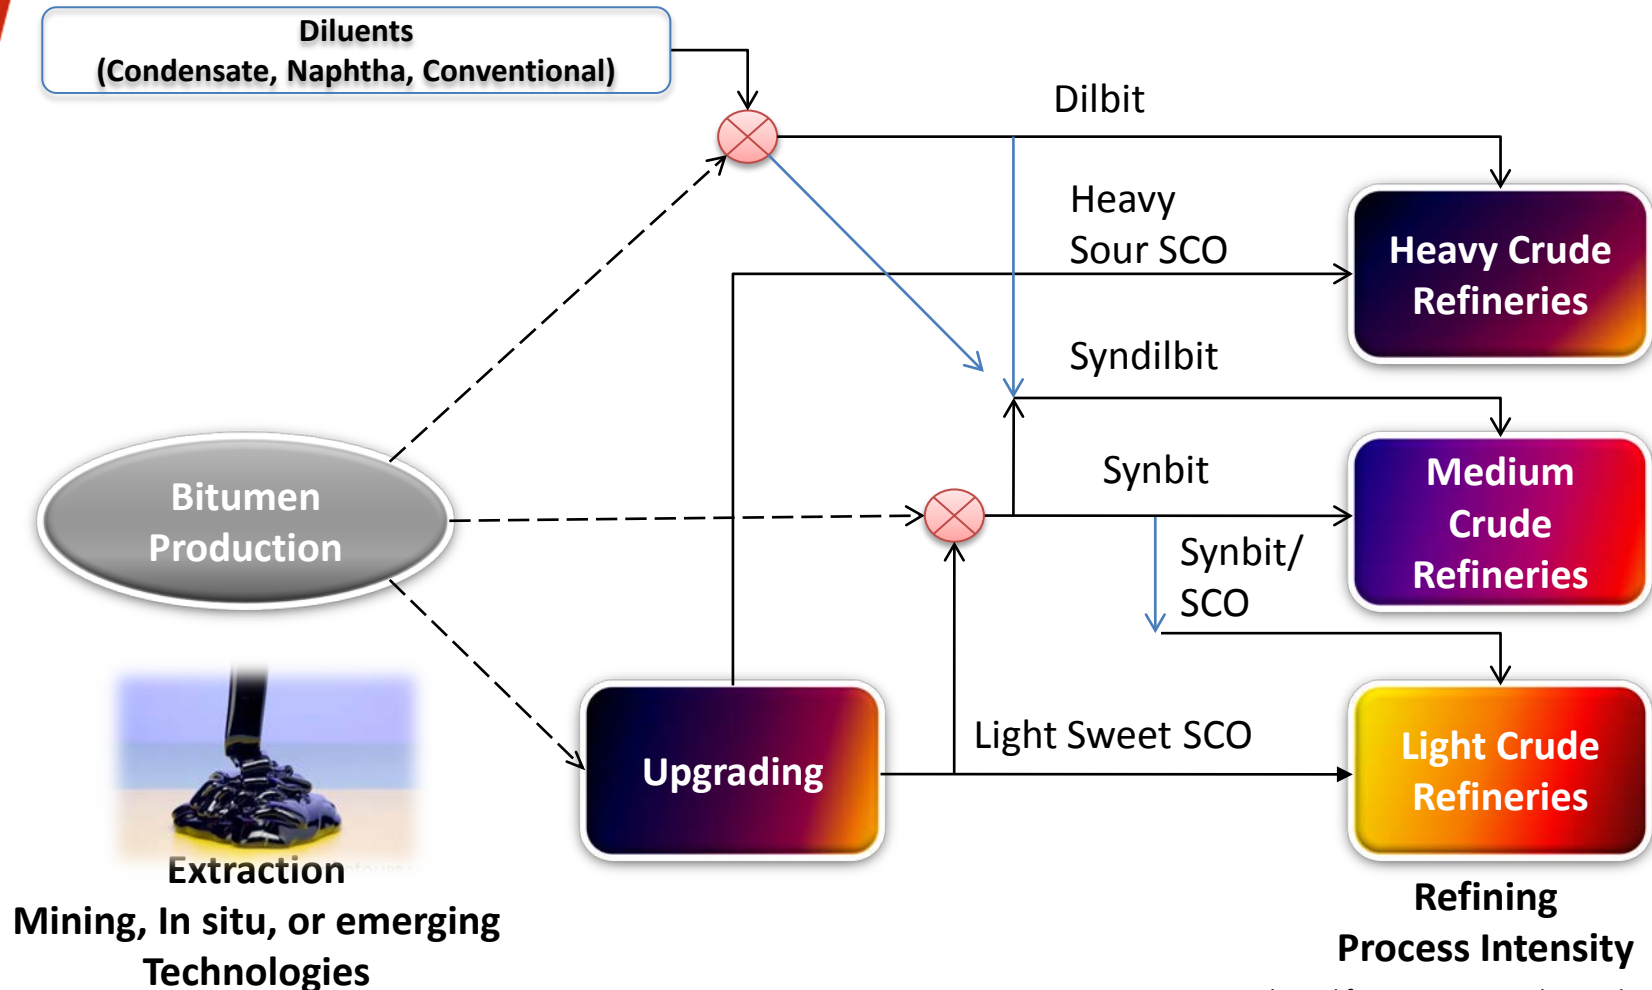 Diluents
(Condensate, Naphtha, Conventional)
Dilbit
Heavy
Sour SCO
Heavy Crude
Refineries
Syndilbit
Synbit
Medium
Crude
Refineries
Bitumen
Production
Synbit/
SCO
Upgrading
Light Sweet SCO
Light Crude
Refineries
Extraction
Mining, In situ, or emerging
Technologies
Refining
Process Intensity